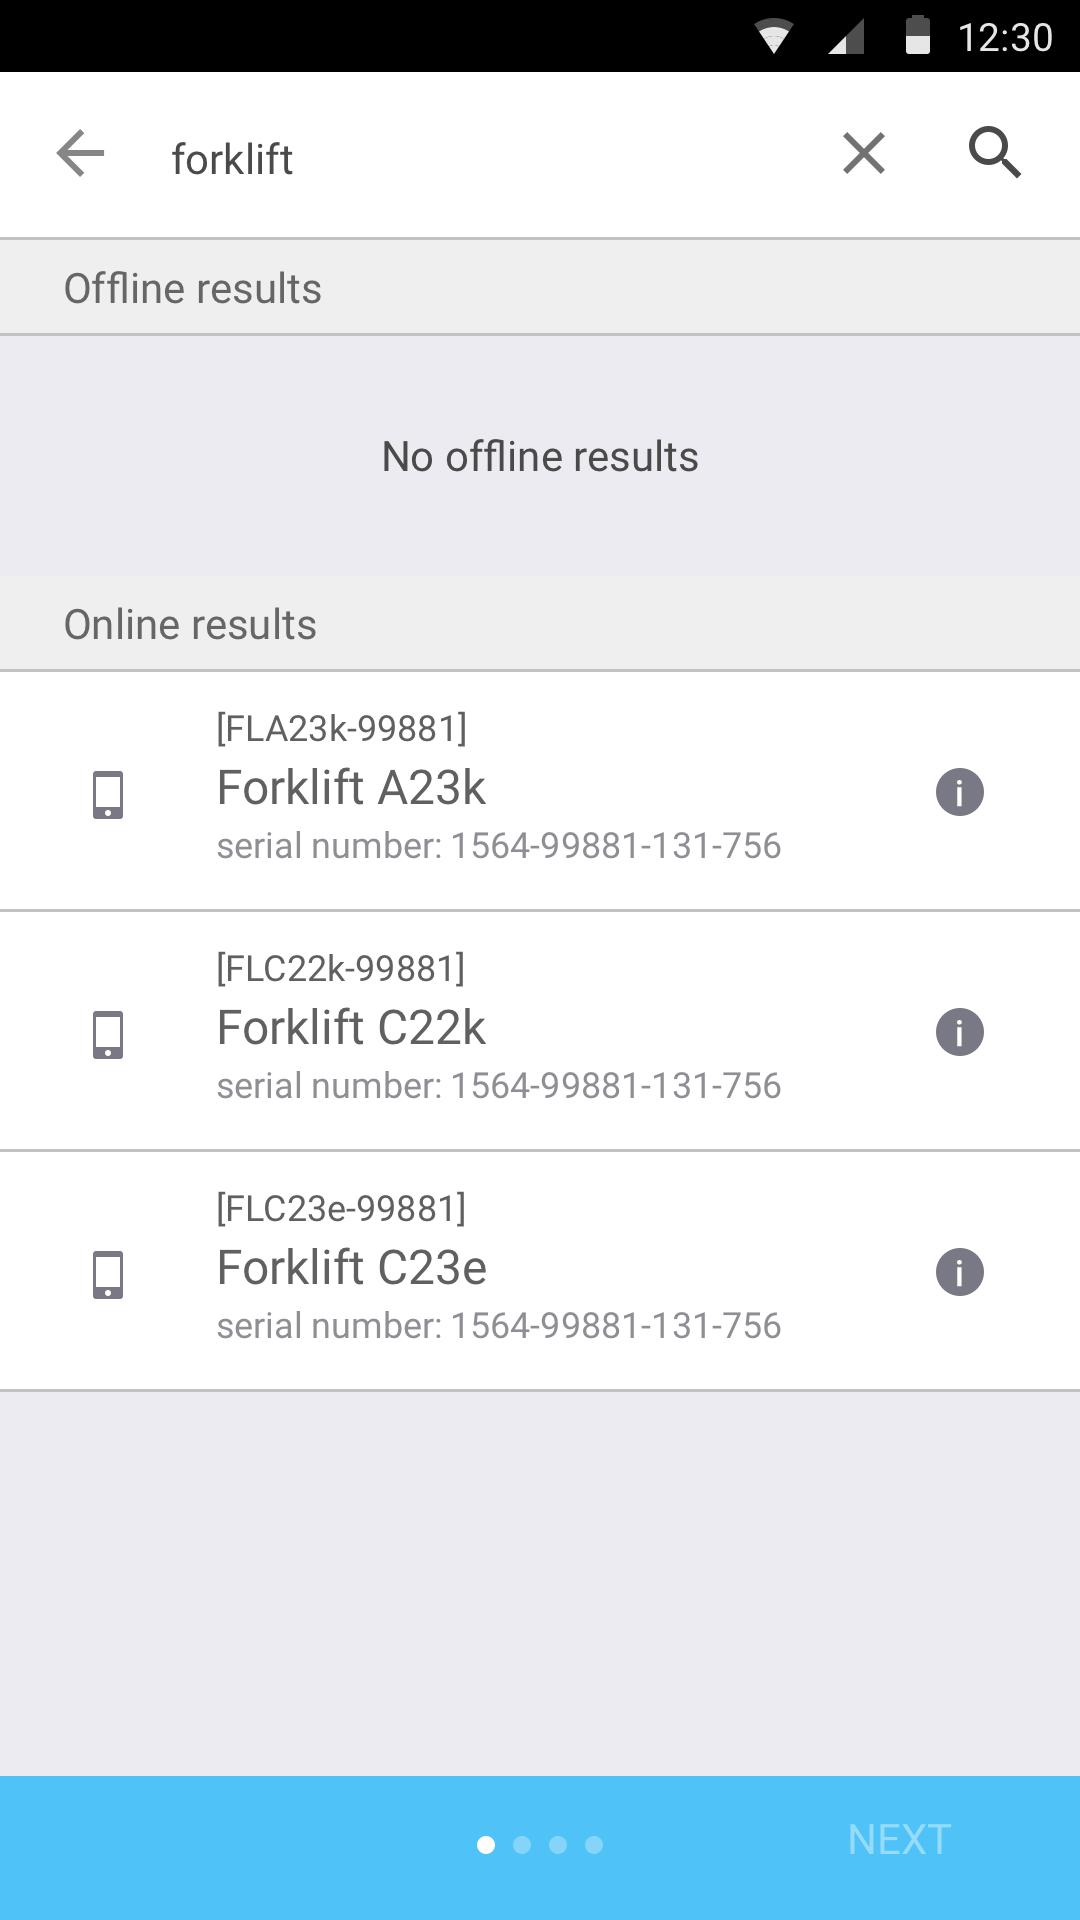 12:30
forklift
Offline results
No offline results
Online results
[FLA23k-99881]
Forklift A23k
serial number: 1564-99881-131-756
[FLC22k-99881]
Forklift C22k
serial number: 1564-99881-131-756
[FLC23e-99881]
Forklift C23e
serial number: 1564-99881-131-756
NEXT